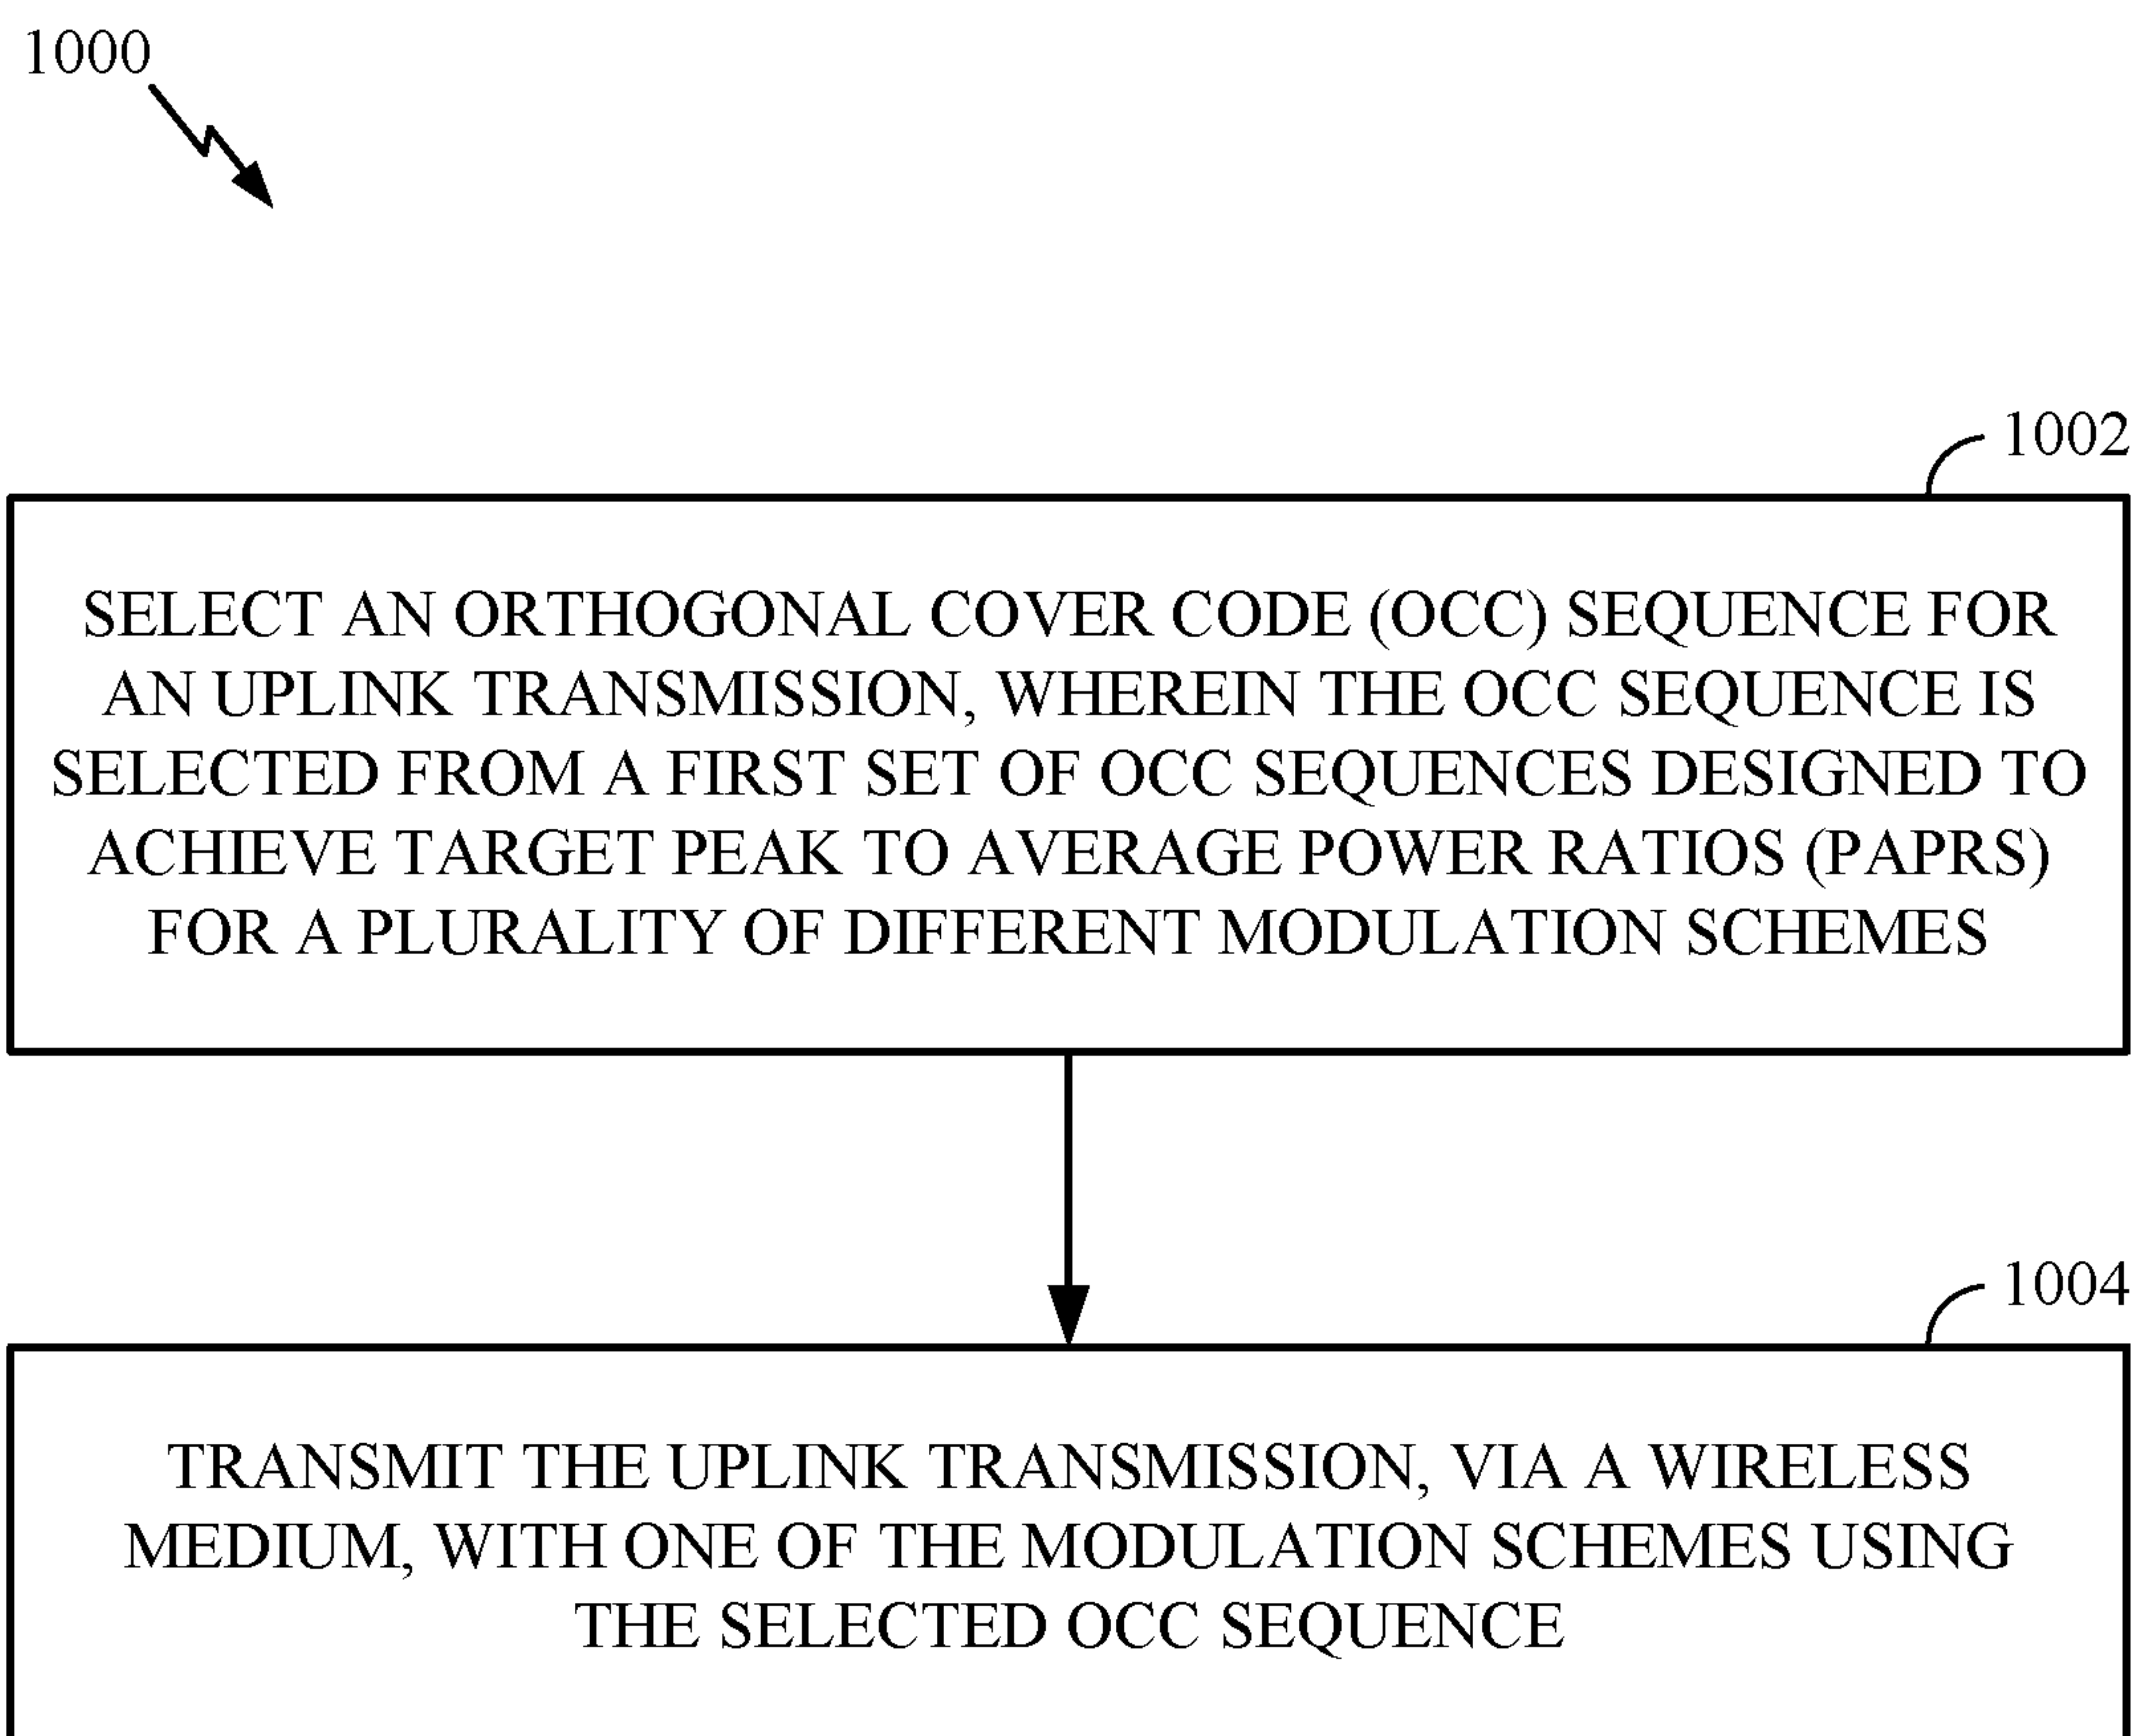 1000
1002
SELECT AN ORTHOGONAL COVER CODE (OCC) SEQUENCE FOR
AN UPLINK TRANSMISSION, WHEREIN THE OCC SEQUENCE IS
SELECTED FROM A FIRST SET OF OCC SEQUENCES DESIGNED TO
ACHIEVE TARGET PEAK TO AVERAGE POWER RATIOS (PAPRS)
FOR A PLURALITY OF DIFFERENT MODULATION SCHEMES
1004
TRANSMIT THE UPLINK TRANSMISSION, VIA A WIRELESS
MEDIUM, WITH ONE OF THE MODULATION SCHEMES USING
THE SELECTED OCC SEQUENCE